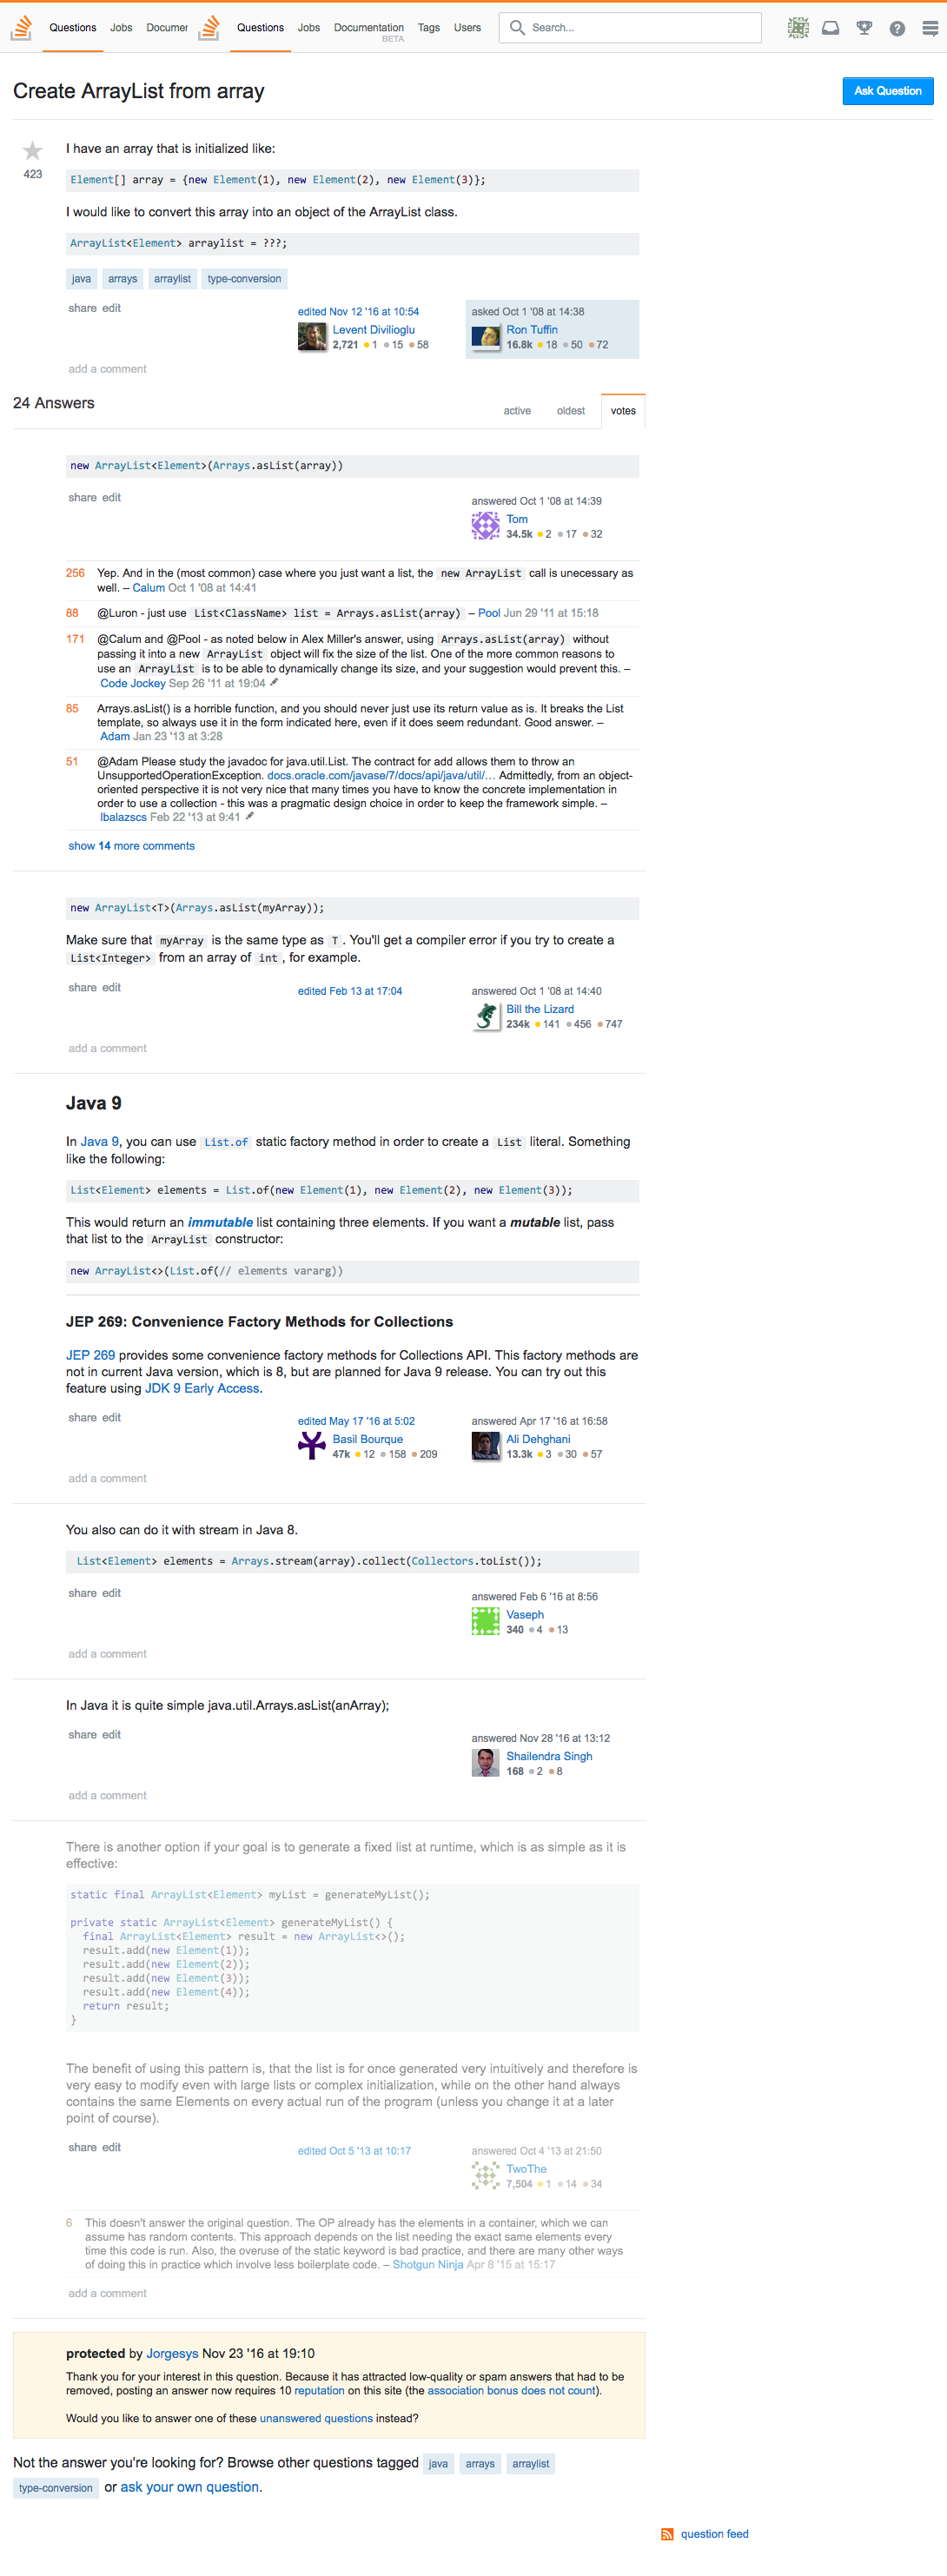 Questions Jobs Documer Questions Jobs Documentation Tags Users Search...
BETA
Create ArrayList from array
Ask Question
I have an array that is initialized like:
423
Element[] array = {new Element(1), new Element(2), new Element(3)};
I would like to convert this array into an object of the ArrayList class.
ArrayList<Element> arraylist = ???;
java arrays arraylist type-conversion
share edit
edited Nov 12 '16 at 10:54
Levent Divilioglu
2,721 1 15 58
asked Oct 1 '08 at 14:38
Ron Tuffin
16.8k 18 50 72
add a comment
24 Answers
active oldest votes
new ArrayList<Element>(Arrays.asList(array))
share edit
answered Oct 1 '08 at 14:39
Tom
34.5k 2 17 32
256 Yep. And in the (most common) case where you just want a list, the new ArrayList call is unecessary as
well. – Calum Oct 1 '08 at 14:41
88 @Luron - just use List<ClassName> list = Arrays.asList(array) – Pool Jun 29 '11 at 15:18
171 @Calum and @Pool - as noted below in Alex Miller's answer, using Arrays.asList(array) without
passing it into a new ArrayList object will fix the size of the list. One of the more common reasons to
use an ArrayList is to be able to dynamically change its size, and your suggestion would prevent this. –
Code Jockey Sep 26 '11 at 19:04
85 Arrays.asList() is a horrible function, and you should never just use its return value as is. It breaks the List
template, so always use it in the form indicated here, even if it does seem redundant. Good answer. –
Adam Jan 23 '13 at 3:28
51 @Adam Please study the javadoc for java.util.List. The contract for add allows them to throw an
UnsupportedOperationException. docs.oracle.com/javase/7/docs/api/java/util/… Admittedly, from an object-
oriented perspective it is not very nice that many times you have to know the concrete implementation in
order to use a collection - this was a pragmatic design choice in order to keep the framework simple. –
lbalazscs Feb 22 '13 at 9:41
show 14 more comments
new ArrayList<T>(Arrays.asList(myArray));
Make sure that myArray is the same type as T. You'll get a compiler error if you try to create a
List<Integer> from an array of int, for example.
share edit
edited Feb 13 at 17:04
answered Oct 1 '08 at 14:40
Bill the Lizard
234k 141 456 747
add a comment
Java 9
In Java 9, you can use List.of static factory method in order to create a List literal. Something
like the following:
List<Element> elements = List.of(new Element(1), new Element(2), new Element(3));
This would return an immutable list containing three elements. If you want a mutable list, pass
that list to the ArrayList constructor:
new ArrayList<>(List.of(// elements vararg))
JEP 269: Convenience Factory Methods for Collections
JEP 269 provides some convenience factory methods for Collections API. This factory methods are
not in current Java version, which is 8, but are planned for Java 9 release. You can try out this
feature using JDK 9 Early Access.
share edit
edited May 17 '16 at 5:02
Basil Bourque
47k 12 158 209
answered Apr 17 '16 at 16:58
Ali Dehghani
13.3k 3 30 57
add a comment
You also can do it with stream in Java 8.
List<Element> elements = Arrays.stream(array).collect(Collectors.toList());
share edit
answered Feb 6 '16 at 8:56
Vaseph
340 4 13
add a comment
In Java it is quite simple java.util.Arrays.asList(anArray);
share edit
answered Nov 28 '16 at 13:12
Shailendra Singh
168 2 8
add a comment
There is another option if your goal is to generate a fixed list at runtime, which is as simple as it is
effective:
static final ArrayList<Element> myList = generateMyList();
private static ArrayList<Element> generateMyList() {
final ArrayList<Element> result = new ArrayList<>();
result.add(new Element(1));
result.add(new Element(2));
result.add(new Element(3));
result.add(new Element(4));
return result;
}
The benefit of using this pattern is, that the list is for once generated very intuitively and therefore is
very easy to modify even with large lists or complex initialization, while on the other hand always
contains the same Elements on every actual run of the program (unless you change it at a later
point of course).
share edit
edited Oct 5 '13 at 10:17
answered Oct 4 '13 at 21:50
TwoThe
7,504 1 14 34
6 This doesn't answer the original question. The OP already has the elements in a container, which we can
assume has random contents. This approach depends on the list needing the exact same elements every
time this code is run. Also, the overuse of the static keyword is bad practice, and there are many other ways
of doing this in practice which involve less boilerplate code. – Shotgun Ninja Apr 8 '15 at 15:17
add a comment
protected by Jorgesys Nov 23 '16 at 19:10
Thank you for your interest in this question. Because it has attracted low-quality or spam answers that had to be
removed, posting an answer now requires 10 reputation on this site (the association bonus does not count).
Would you like to answer one of these unanswered questions instead?
Not the answer you're looking for? Browse other questions tagged java arrays arraylist
type-conversion or ask your own question.
question feed